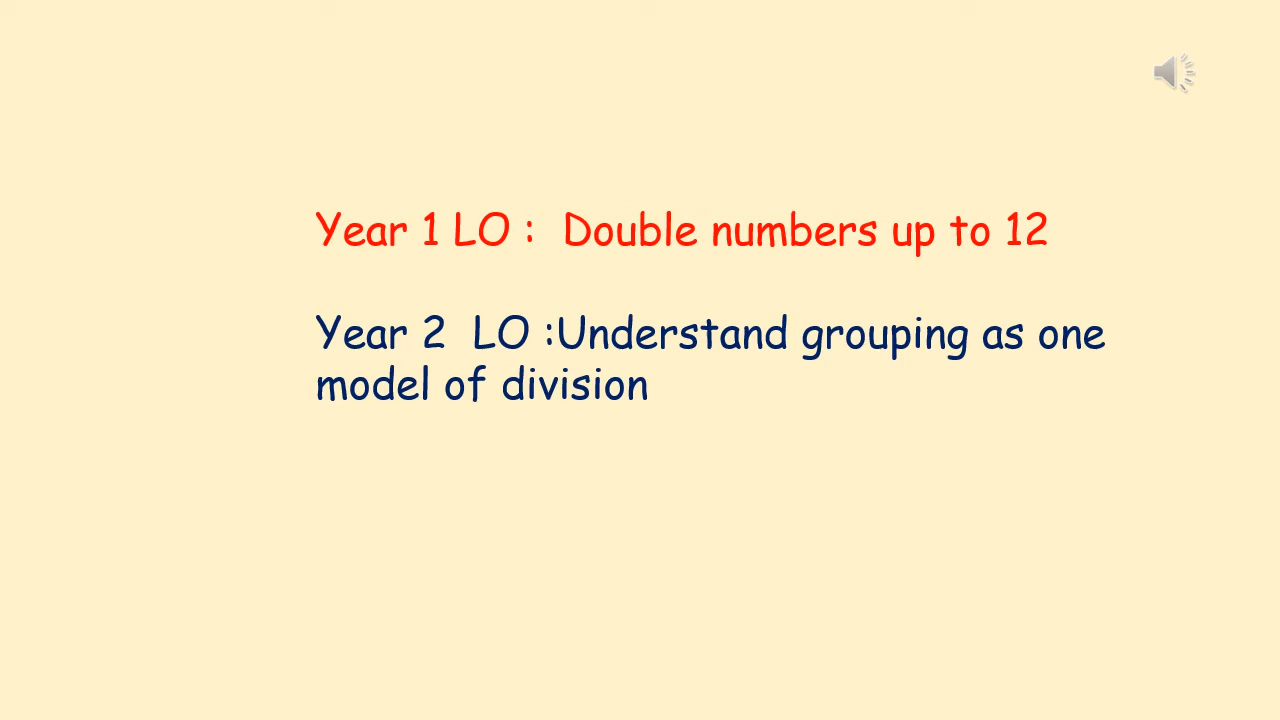 Year 1 LO :  Double numbers up to 12
Year 2  LO :Understand grouping as one
model of division